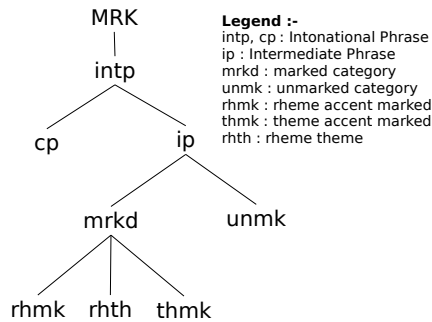 MRK
intp
cp ip
mrkd unmk
rhmk rhth thmk
Legend :-
intp, cp : Intonational Phrase
ip : Intermediate Phrase
mrkd : marked category
unmk : unmarked category
rhmk : rheme accent marked
thmk : theme accent marked
rhth : rheme theme